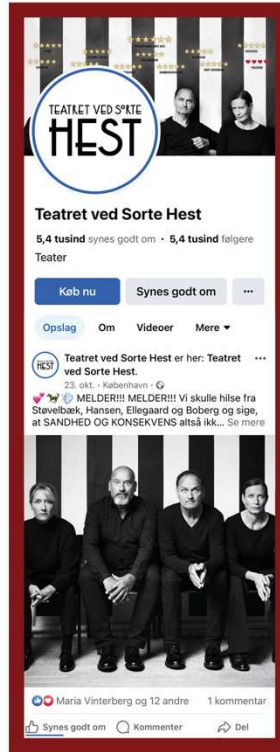 TEATRET VED SORTE
HEST
Teatret ved Sorte Hest
5,4 tusind synes godt om • 5,4 tusind følgere
Teater
Køb nu
Synes godt om
...
Opslag
Om
Videoer
Mere
HEST
Teatret ved Sorte Hest er her: Teatret
ved Sorte Hest.
...
23. okt. · København ·
MELDER!!! MELDER!!! Vi skulle hilse fra
Støvelbæk, Hansen, Ellegaard og Boberg og sige,
at SANDHED OG KONSEKVENS altså ikk... Se mere
Maria Vinterberg og 12 andre
1 kommentar
Synes godt om
Kommenter
Del